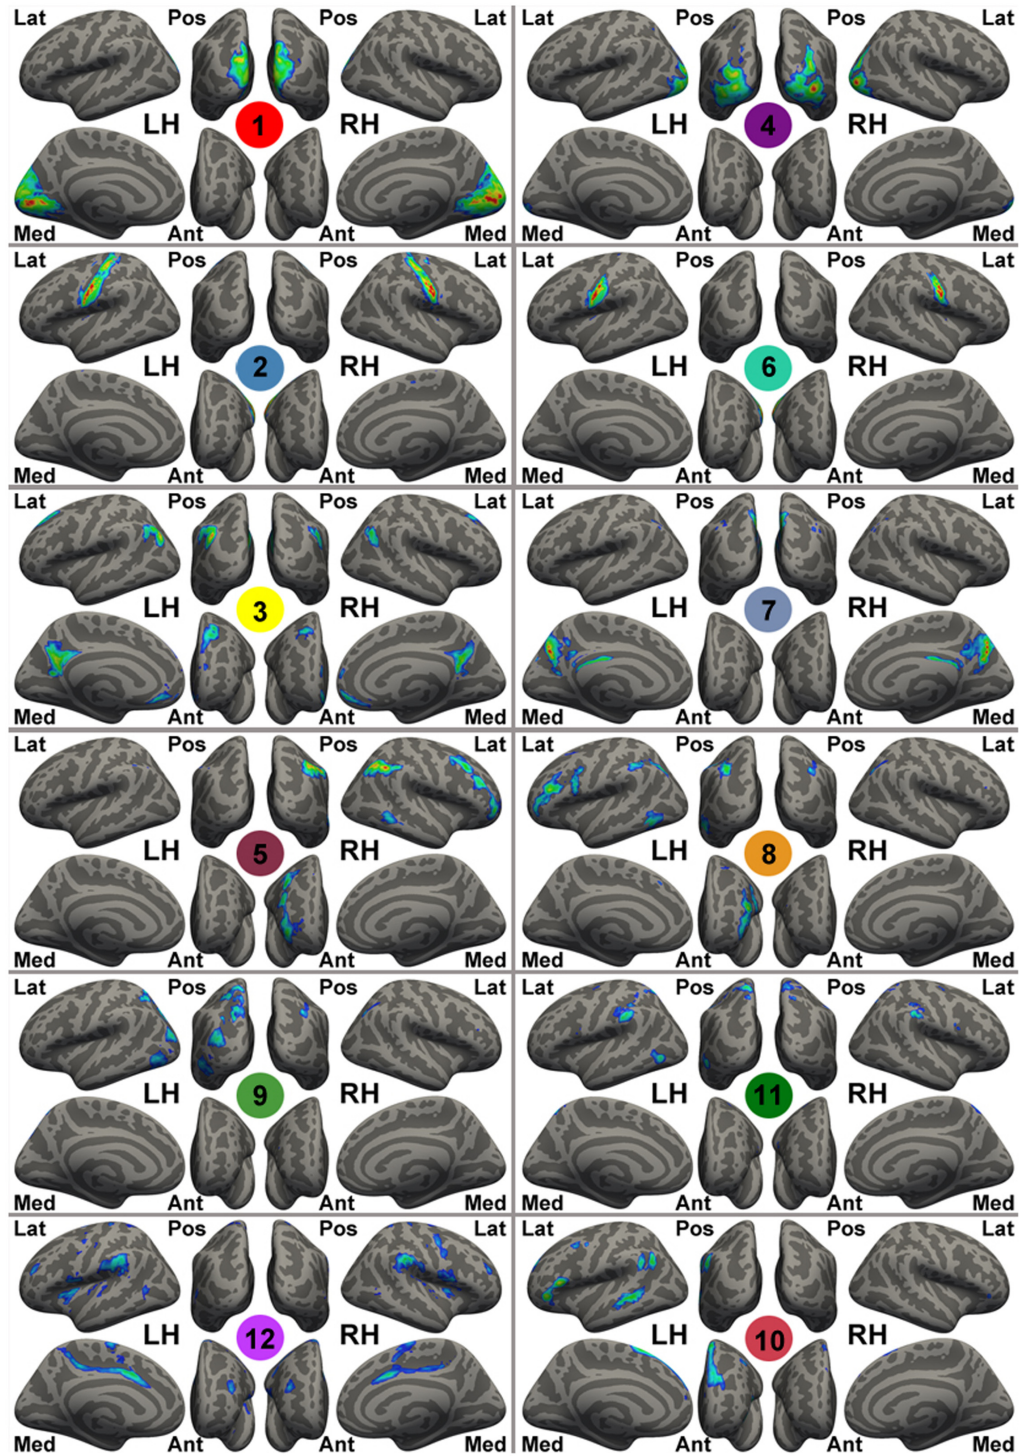 Lat Pos Pos Lat
LH 1 RH
Med Ant Ant Med
Lat Pos Pos Lat
LH 4 RH
Med Ant Ant Med
Lat Pos Pos Lat
LH 2 RH
Med Ant Ant Med
Lat Pos Pos Lat
LH 6 RH
Med Ant Ant Med
Lat Pos Pos Lat
LH 3 RH
Med Ant Ant Med
Lat Pos Pos Lat
LH 7 RH
Med Ant Ant Med
Lat Pos Pos Lat
LH 5 RH
Med Ant Ant Med
Lat Pos Pos Lat
LH 8 RH
Med Ant Ant Med
Lat Pos Pos Lat
LH 9 RH
Med Ant Ant Med
Lat Pos Pos Lat
LH 11 RH
Med Ant Ant Med
Lat Pos Pos Lat
LH 12 RH
Med Ant Ant Med
Lat Pos Pos Lat
LH 10 RH
Med Ant Ant Med